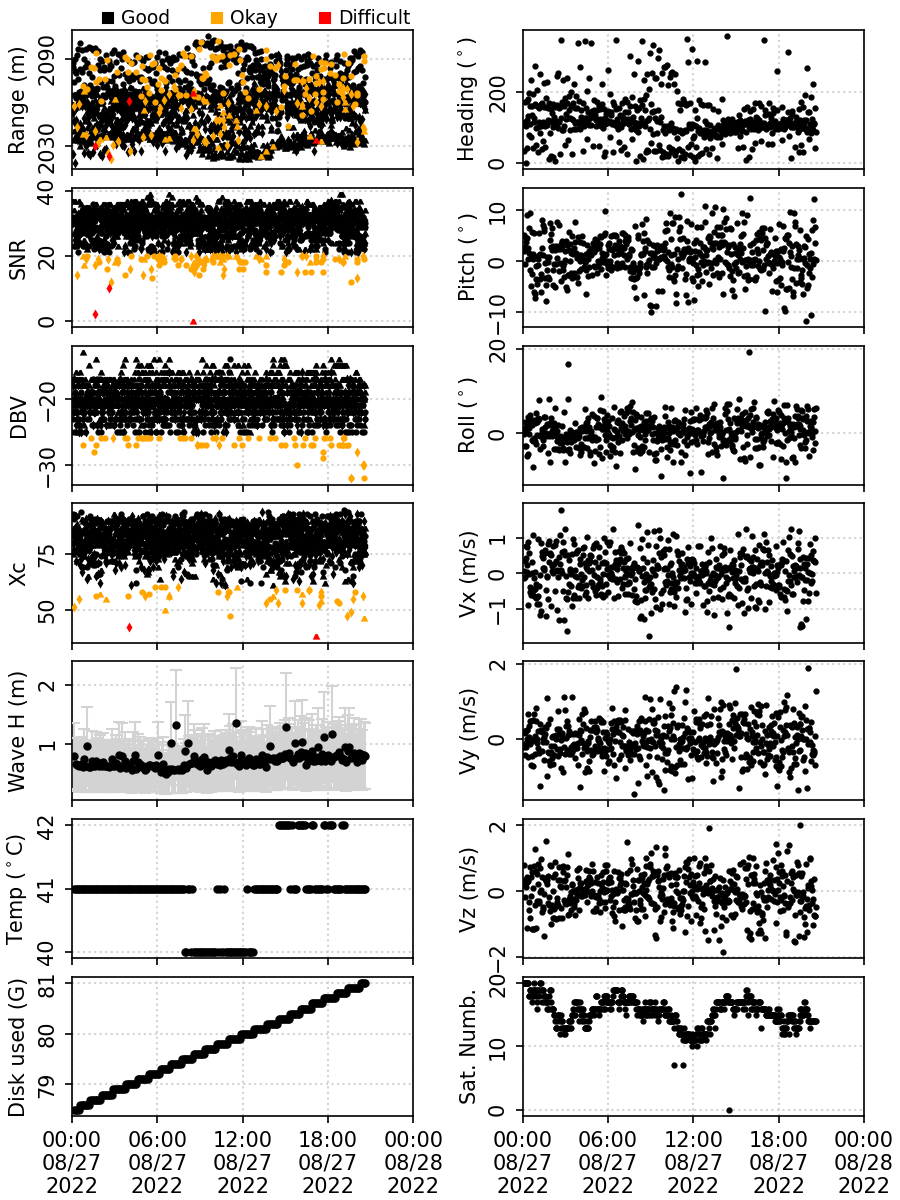 Good Okay Difficult
Range (m)
2090
2030
Heading (°)
200
0
SNR
40
20
0
Pitch (°)
10
0
−10
DBV
−20
−30
Roll (°)
20
0
Xc
75
50
Vx (m/s)
1
0
−1
Wave H (m)
2
1
Vy (m/s)
2
0
Temp (°C)
42
41
40
Vz (m/s)
2
0
−2
Disk used (G)
81
80
79
Sat. Numb.
20
10
0
00:00 06:00 12:00 18:00 00:00
08/27 08/27 08/27 08/27 08/28
2022 2022 2022 2022 2022
00:00 06:00 12:00 18:00 00:00
08/27 08/27 08/27 08/27 08/28
2022 2022 2022 2022 2022